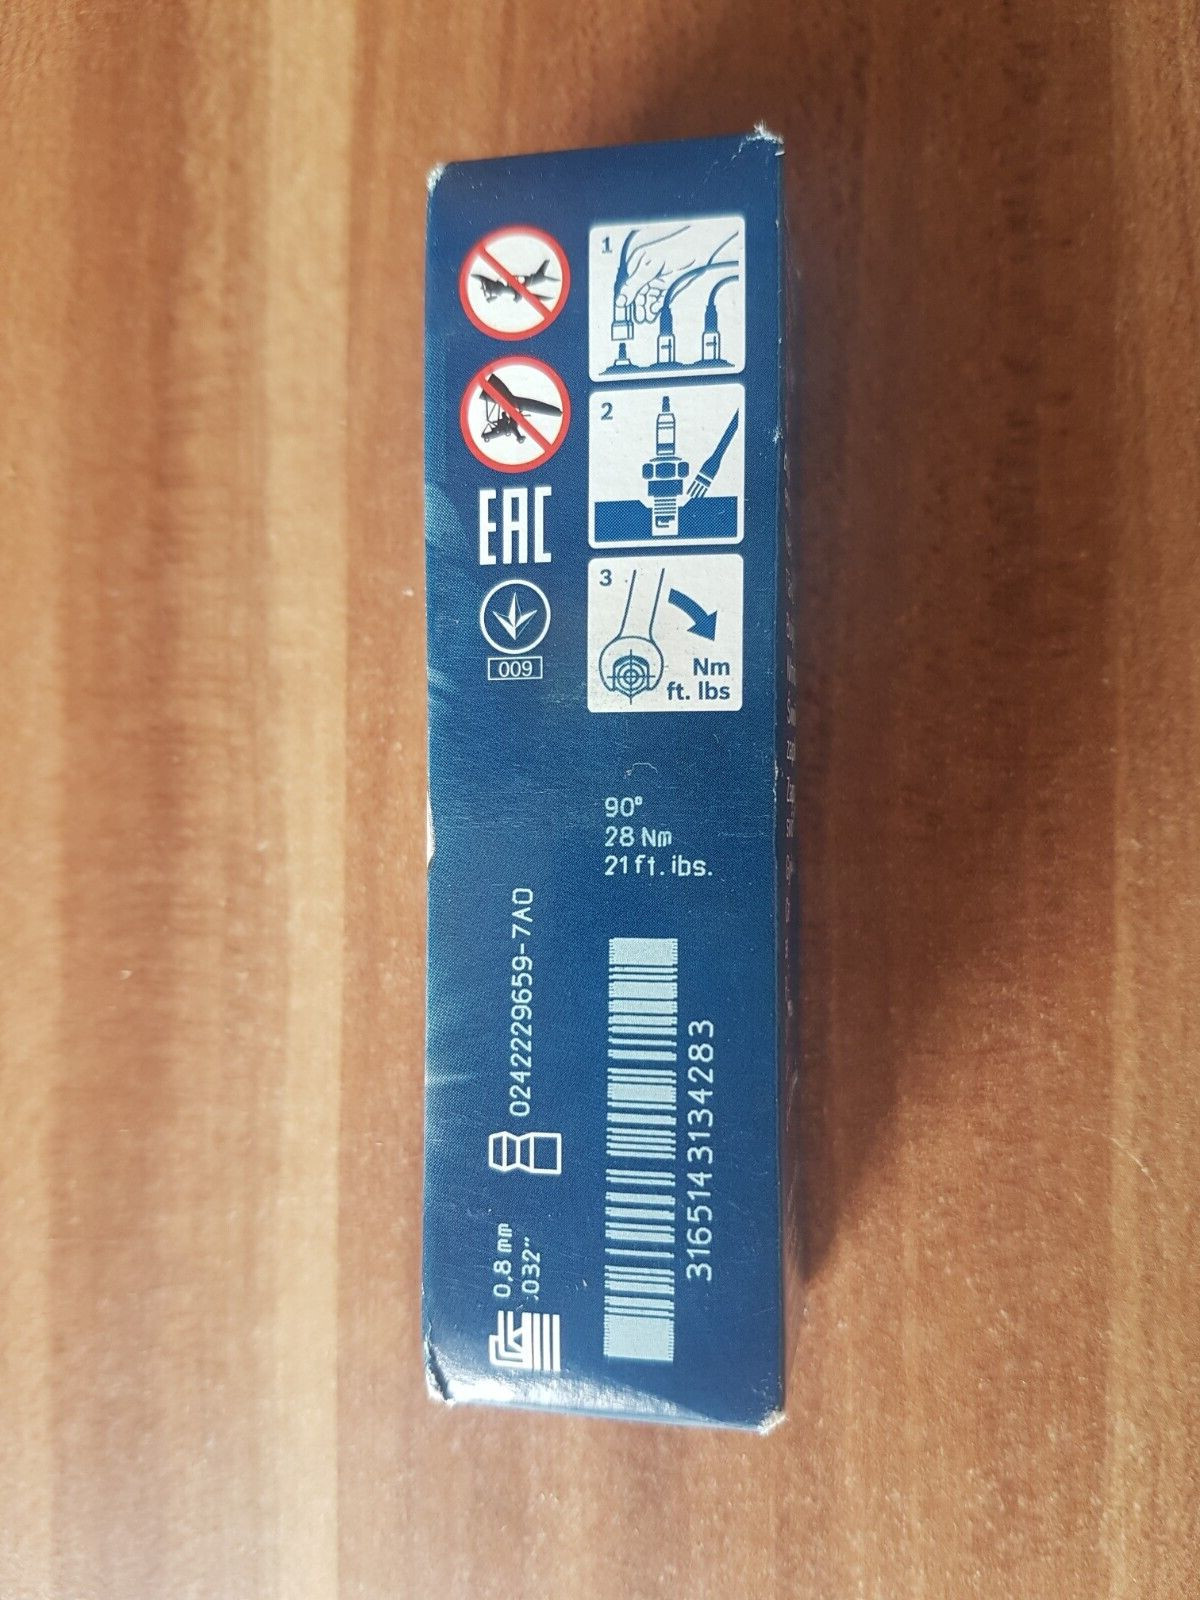 1
2
3
Nm
ft. lbs
EAC
009
90°
28 Nm
21 ft. ibs.
0242229659-7A0
0,8 mm
.032"
3165143134283